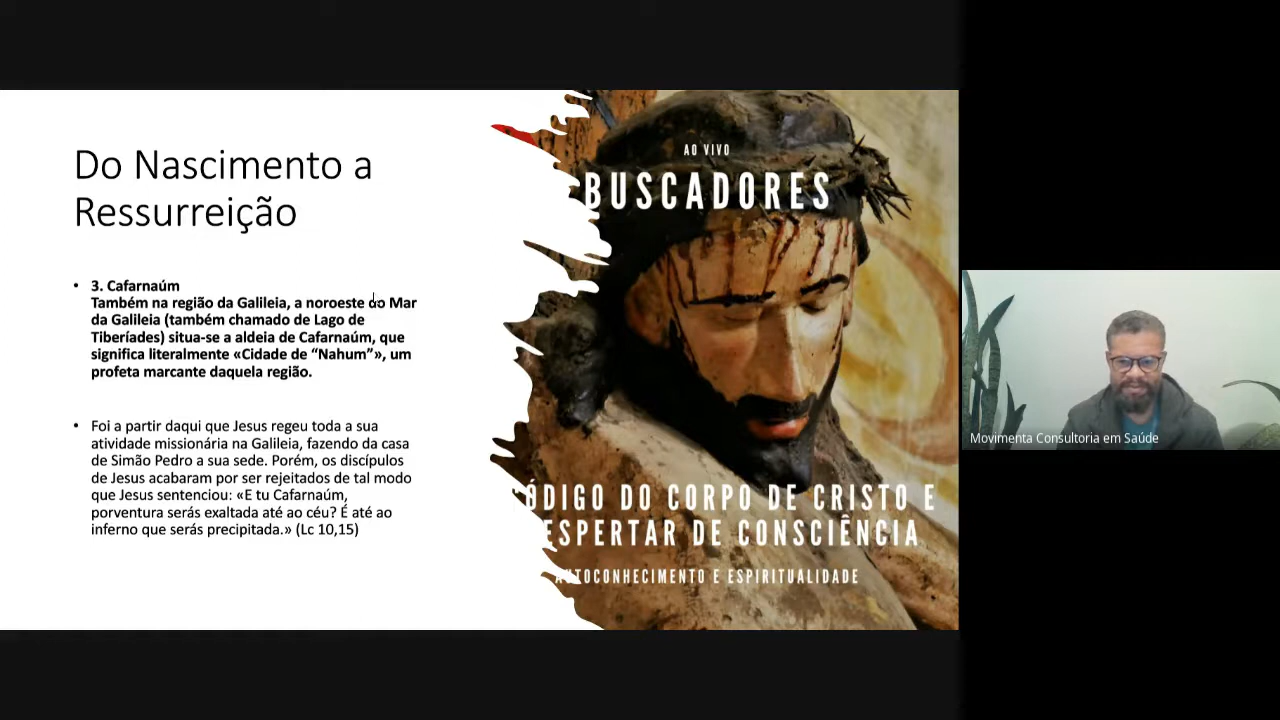 Do Nascimento a
Ressurreição
• 3. Cafarnaúm
Também na região da Galileia, a noroeste do Mar
da Galileia (também chamado de Lago de
Tiberíades) situa-se a aldeia de Cafarnaúm, que
significa literalmente «Cidade de “Nahum”», um
profeta marcante daquela região.
• Foi a partir daqui que Jesus regeu toda a sua
atividade missionária na Galileia, fazendo da casa
de Simão Pedro a sua sede. Porém, os discípulos
de Jesus acabaram por ser rejeitados de tal modo
que Jesus sentenciou: «E tu Cafarnaúm,
porventura serás exaltada até ao céu? É até ao
inferno que serás precipitada.» (Lc 10,15)
AO VIVO
BUSCADORES
CÓDIGO DO CORPO DE CRISTO E
ESPERTAR DE CONSCIÊNCIA
AUTOCONHECIMENTO E ESPIRITUALIDADE
Movimenta Consultoria em Saúde